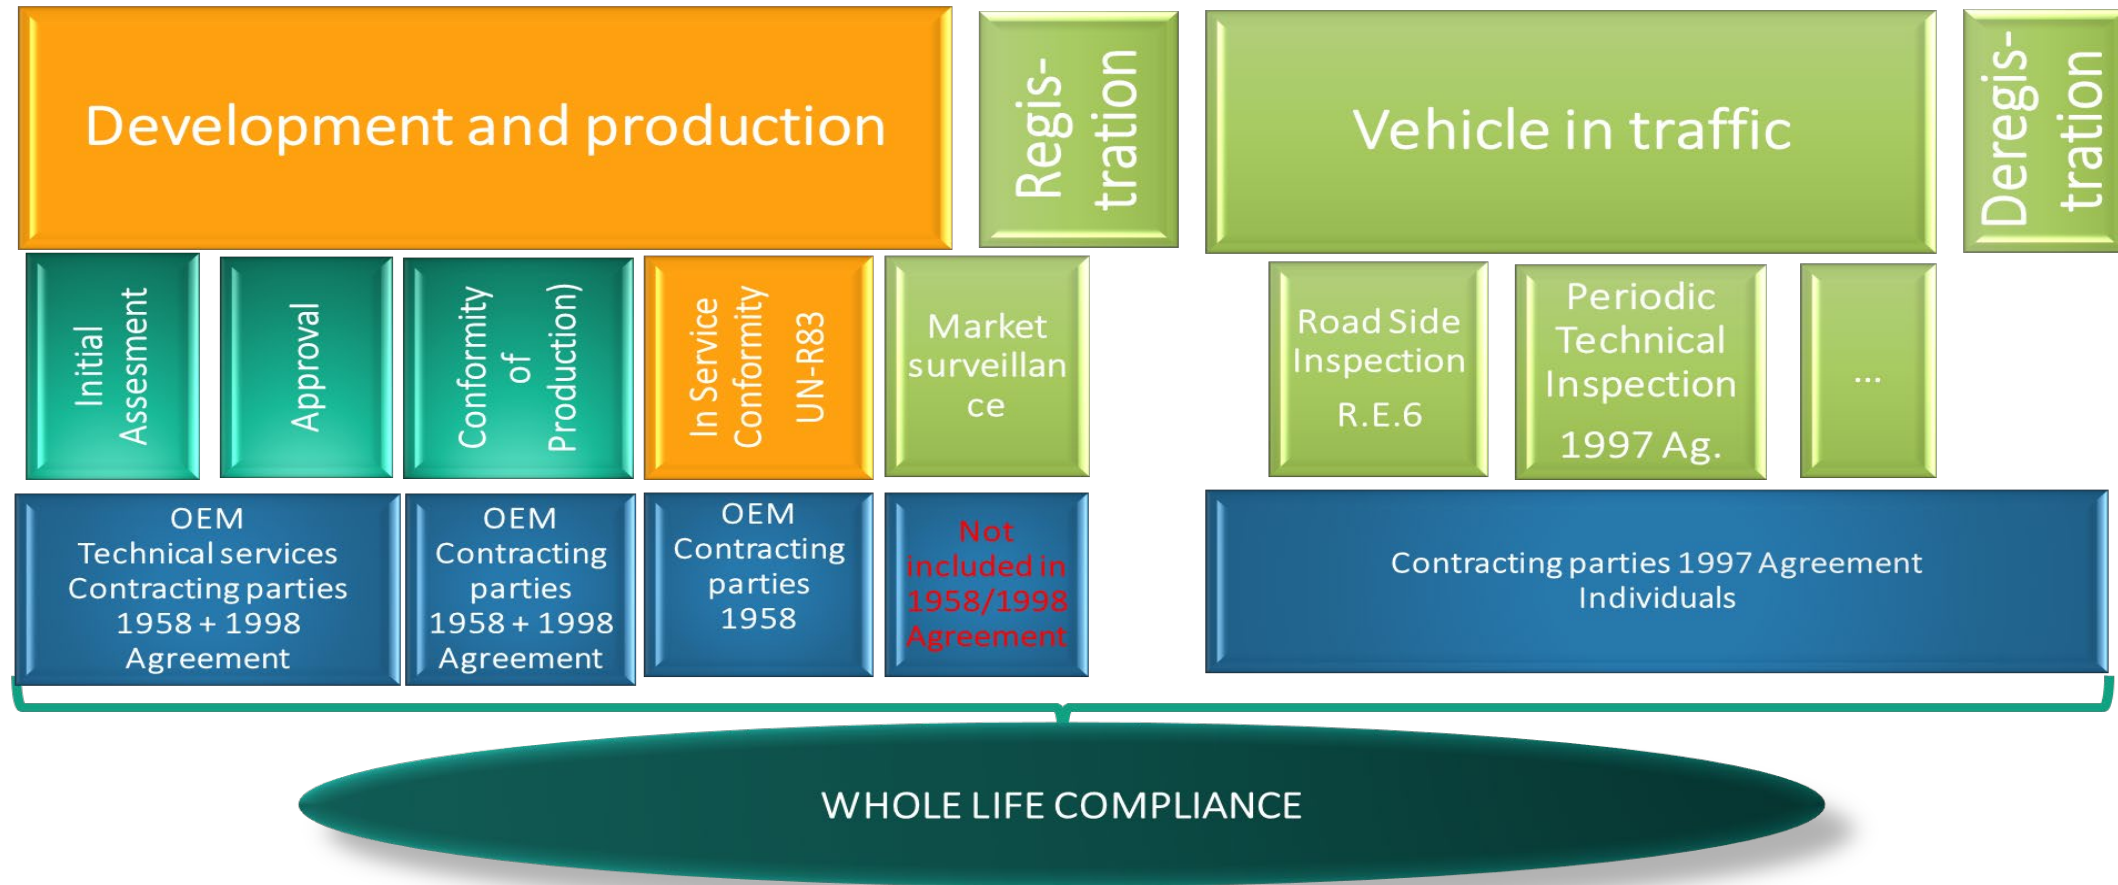 Development and production
Regis-
tration
Vehicle in traffic
Deregis-
tration
Initial
Assesment
Approval
Conformity
of
Production)
In Service
Conformity
UN-R83
Market
surveillan
ce
Road Side
Inspection
R.E.6
Periodic
Technical
Inspection
1997 Ag.
...
OEM
Technical services
Contracting parties
1958 + 1998
Agreement
OEM
Contracting
parties
1958 + 1998
Agreement
OEM
Contracting
parties
1958
Not
included in
1958/1998
Agreement
Contracting parties 1997 Agreement
Individuals
WHOLE LIFE COMPLIANCE